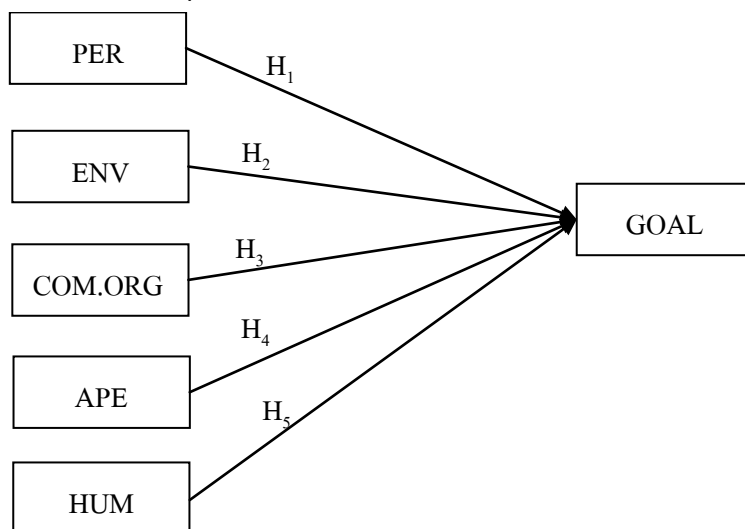 PER
H₁
ENV
H₂
GOAL
COM.ORG
H₃
APE
H₄
H₅
HUM